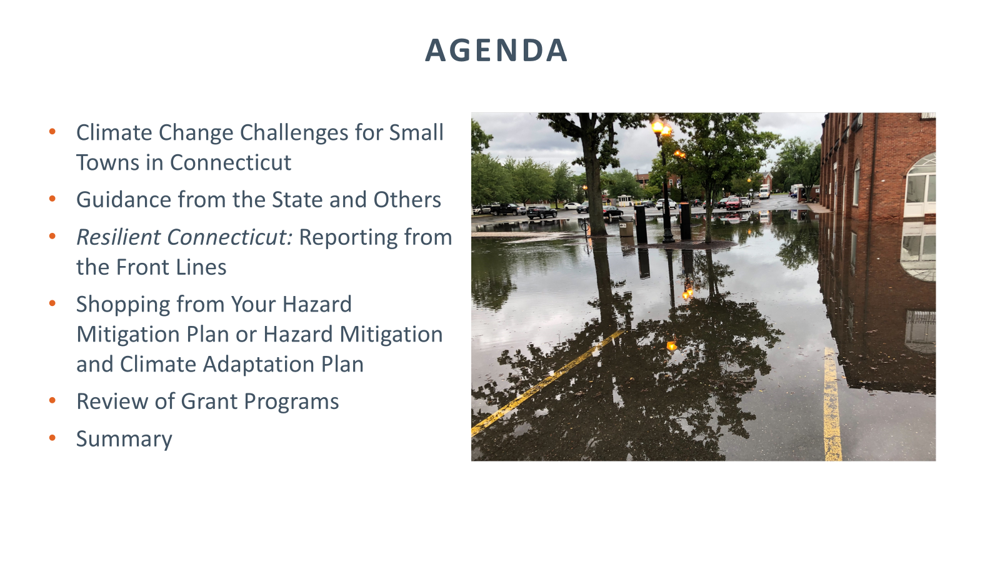 AGENDA
• Climate Change Challenges for Small
Towns in Connecticut
• Guidance from the State and Others
• Resilient Connecticut: Reporting from
the Front Lines
• Shopping from Your Hazard
Mitigation Plan or Hazard Mitigation
and Climate Adaptation Plan
• Review of Grant Programs
• Summary